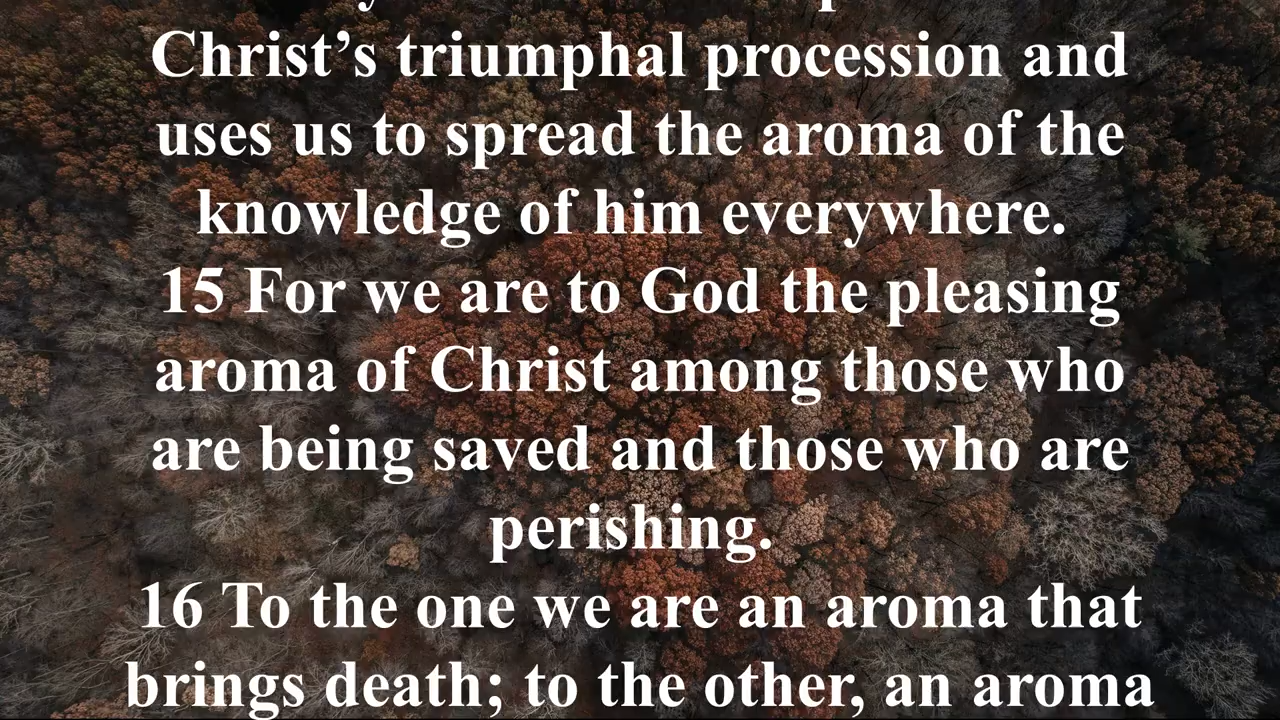 Christ’s triumphal procession and
uses us to spread the aroma of the
knowledge of him everywhere.
15 For we are to God the pleasing
aroma of Christ among those who
are being saved and those who are
perishing.
16 To the one we are an aroma that
brings death; to the other, an aroma